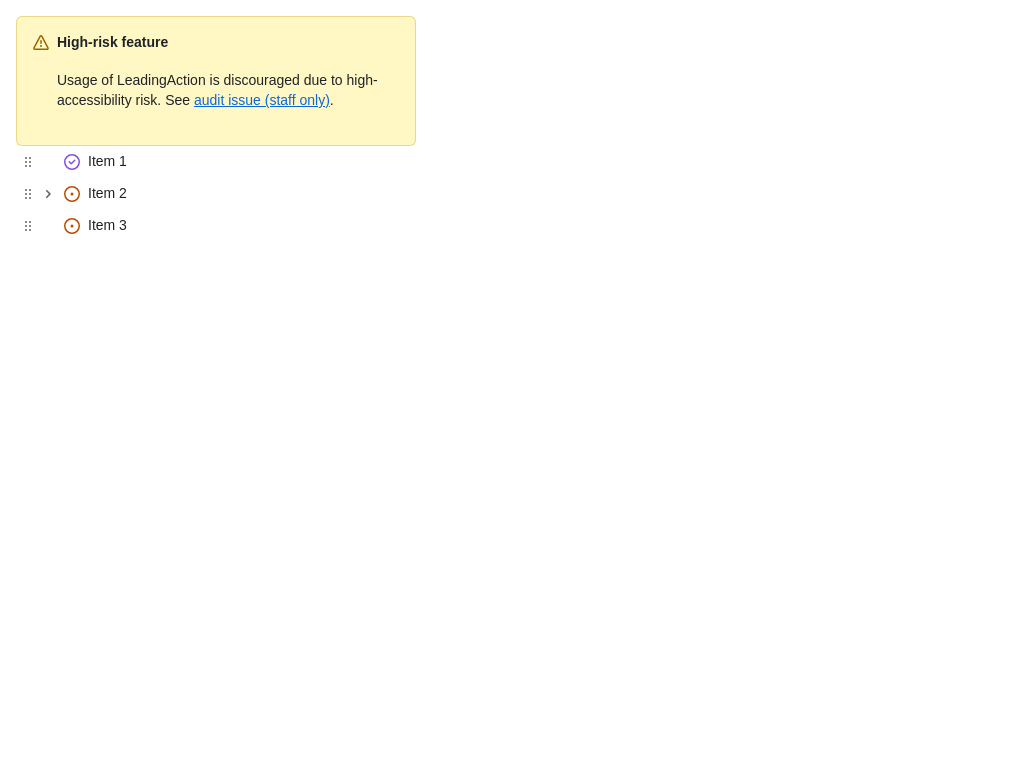 High-risk feature
Usage of LeadingAction is discouraged due to high-
accessibility risk. See audit issue (staff only).
Item 1
Item 2
Item 3